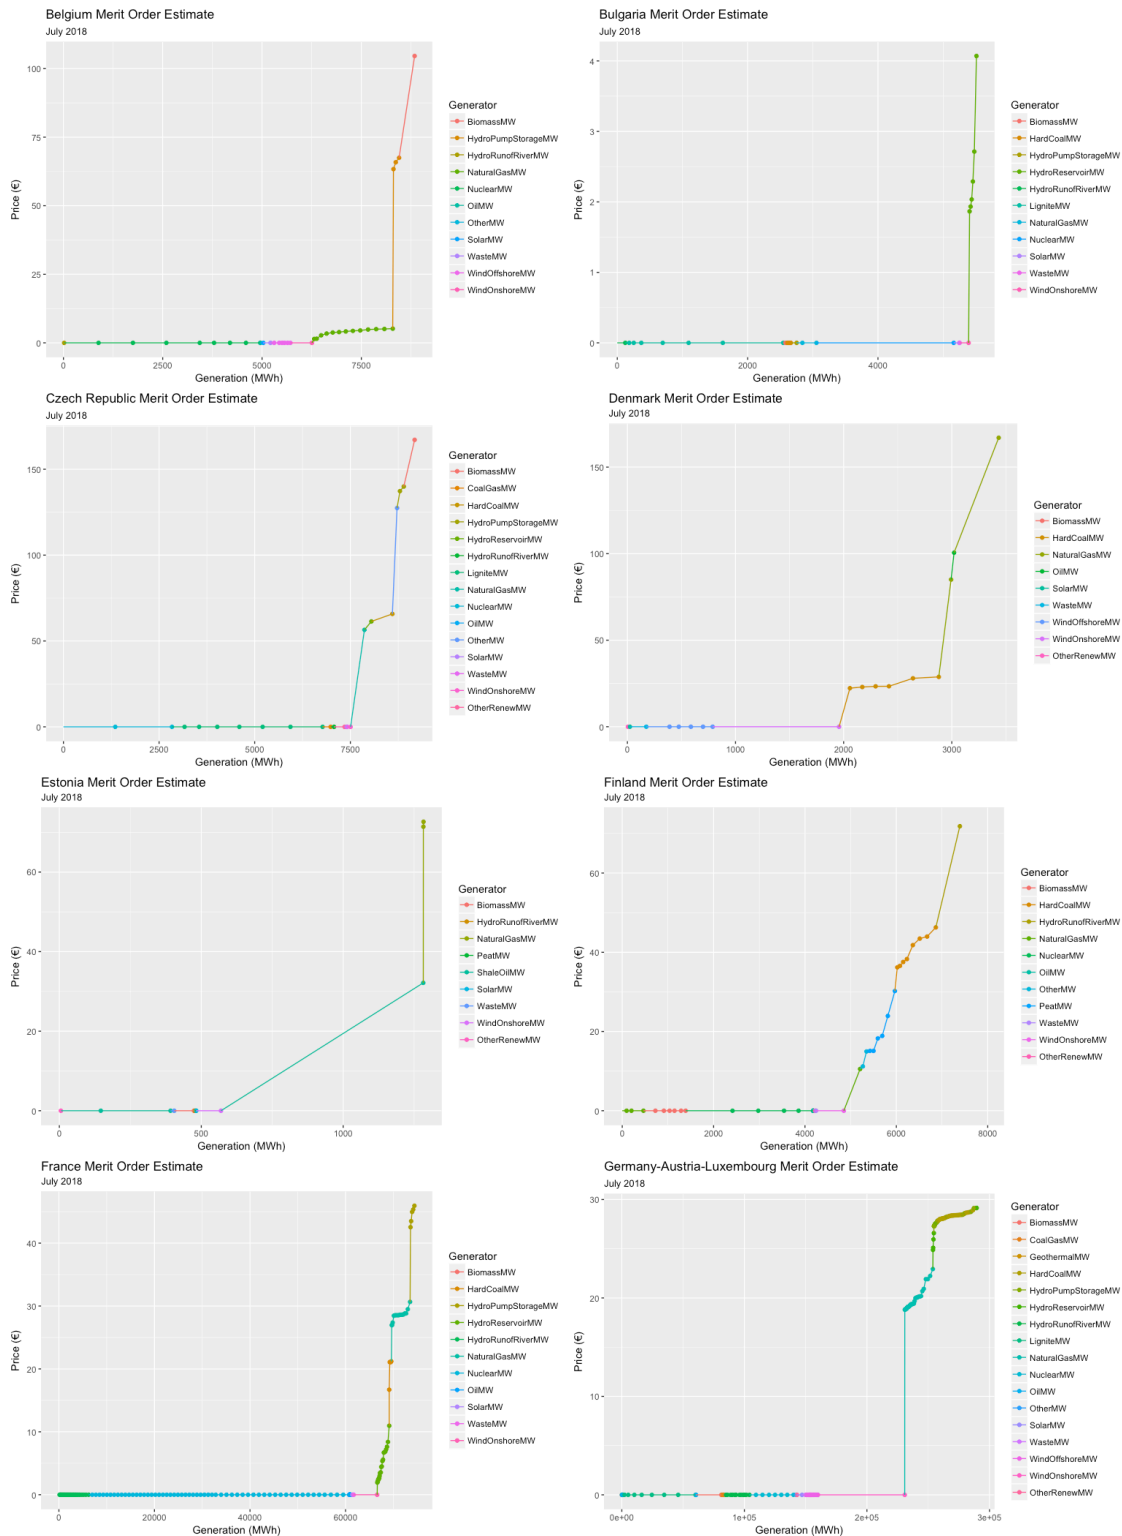 Belgium Merit Order Estimate
July 2018
Price (€)
100
75
50
25
0
0 2500 5000 7500
Generation (MWh)
Generator
BiomassMW
HydroPumpStorageMW
HydroRunofRiverMW
NaturalGasMW
NuclearMW
OilMW
OtherMW
SolarMW
WasteMW
WindOffshoreMW
WindOnshoreMW
Bulgaria Merit Order Estimate
July 2018
Price (€)
4
3
2
1
0
0 2000 4000
Generation (MWh)
Generator
BiomassMW
HardCoalMW
HydroPumpStorageMW
HydroReservoirMW
HydroRunofRiverMW
LigniteMW
NaturalGasMW
NuclearMW
SolarMW
WasteMW
WindOnshoreMW
Czech Republic Merit Order Estimate
July 2018
Price (€)
150
100
50
0
0 2500 5000 7500
Generation (MWh)
Generator
BiomassMW
CoalGasMW
HardCoalMW
HydroPumpStorageMW
HydroReservoirMW
HydroRunofRiverMW
LigniteMW
NaturalGasMW
NuclearMW
OilMW
OtherMW
SolarMW
WasteMW
WindOnshoreMW
OtherRenewMW
Denmark Merit Order Estimate
July 2018
Price (€)
150
100
50
0
0 1000 2000 3000
Generation (MWh)
Generator
BiomassMW
HardCoalMW
NaturalGasMW
OilMW
SolarMW
WasteMW
WindOffshoreMW
WindOnshoreMW
OtherRenewMW
Estonia Merit Order Estimate
July 2018
Price (€)
60
40
20
0
0 500 1000
Generation (MWh)
Generator
BiomassMW
HydroRunofRiverMW
NaturalGasMW
PeatMW
ShaleOilMW
SolarMW
WasteMW
WindOnshoreMW
OtherRenewMW
Finland Merit Order Estimate
July 2018
Price (€)
60
40
20
0
0 2000 4000 6000 8000
Generation (MWh)
Generator
BiomassMW
HardCoalMW
HydroRunofRiverMW
NaturalGasMW
NuclearMW
OilMW
OtherMW
PeatMW
WasteMW
WindOnshoreMW
OtherRenewMW
France Merit Order Estimate
July 2018
Price (€)
40
30
20
10
0
0 20000 40000 60000
Generation (MWh)
Generator
BiomassMW
HardCoalMW
HydroPumpStorageMW
HydroReservoirMW
HydroRunofRiverMW
NaturalGasMW
NuclearMW
OilMW
SolarMW
WasteMW
WindOnshoreMW
Germany-Austria-Luxembourg Merit Order Estimate
July 2018
Price (€)
30
20
10
0
0e+00 1e+05 2e+05 3e+05
Generation (MWh)
Generator
BiomassMW
CoalGasMW
GeothermalMW
HardCoalMW
HydroPumpStorageMW
HydroReservoirMW
HydroRunofRiverMW
LigniteMW
NaturalGasMW
NuclearMW
OilMW
OtherMW
SolarMW
WasteMW
WindOffshoreMW
WindOnshoreMW
OtherRenewMW